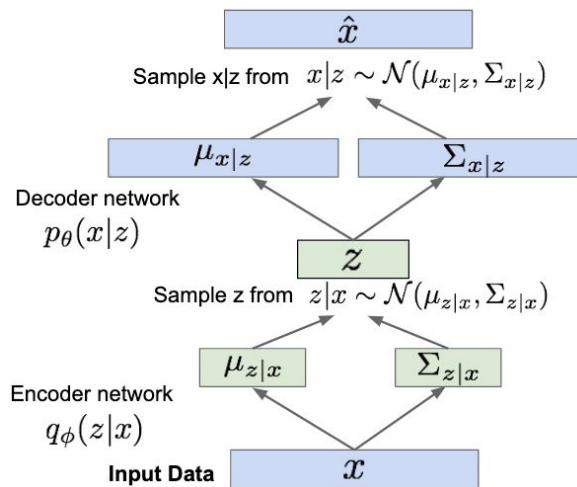 x̂
Sample x|z from x|z ∼ 𝒩(μ_{x|z}, Σ_{x|z})
μ_{x|z} Σ_{x|z}
Decoder network
p_θ(x|z)
z
Sample z from z|x ∼ 𝒩(μ_{z|x}, Σ_{z|x})
μ_{z|x} Σ_{z|x}
Encoder network
q_ϕ(z|x)
Input Data x